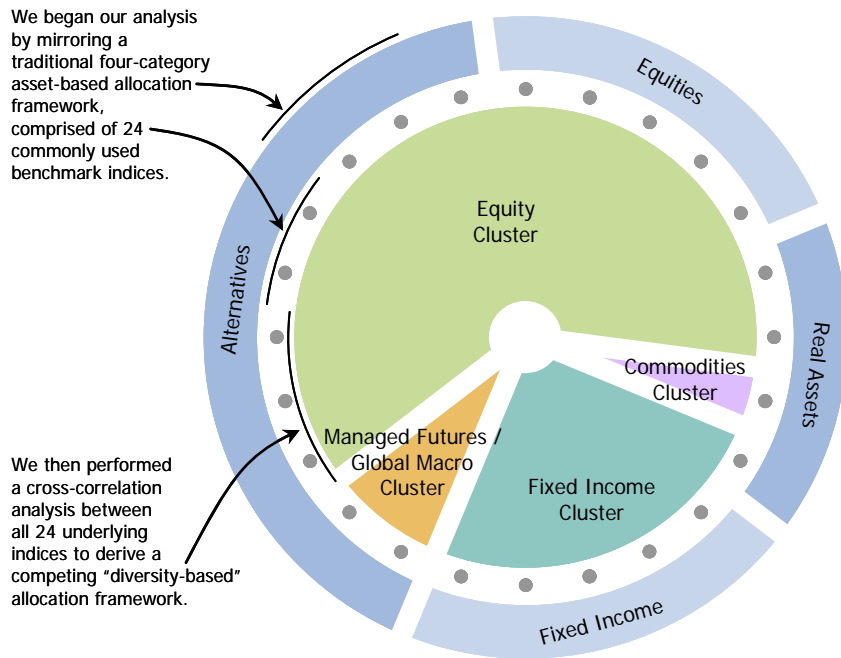 We began our analysis
by mirroring a
traditional four-category
asset-based allocation
framework,
comprised of 24
commonly used
benchmark indices.
Equities
Equity
Cluster
Alternatives
Real Assets
Commodities
Cluster
Managed Futures /
Global Macro
Cluster
Fixed Income
Cluster
We then performed
a cross-correlation
analysis between
all 24 underlying
indices to derive a
competing “diversity-based”
allocation framework.
Fixed Income